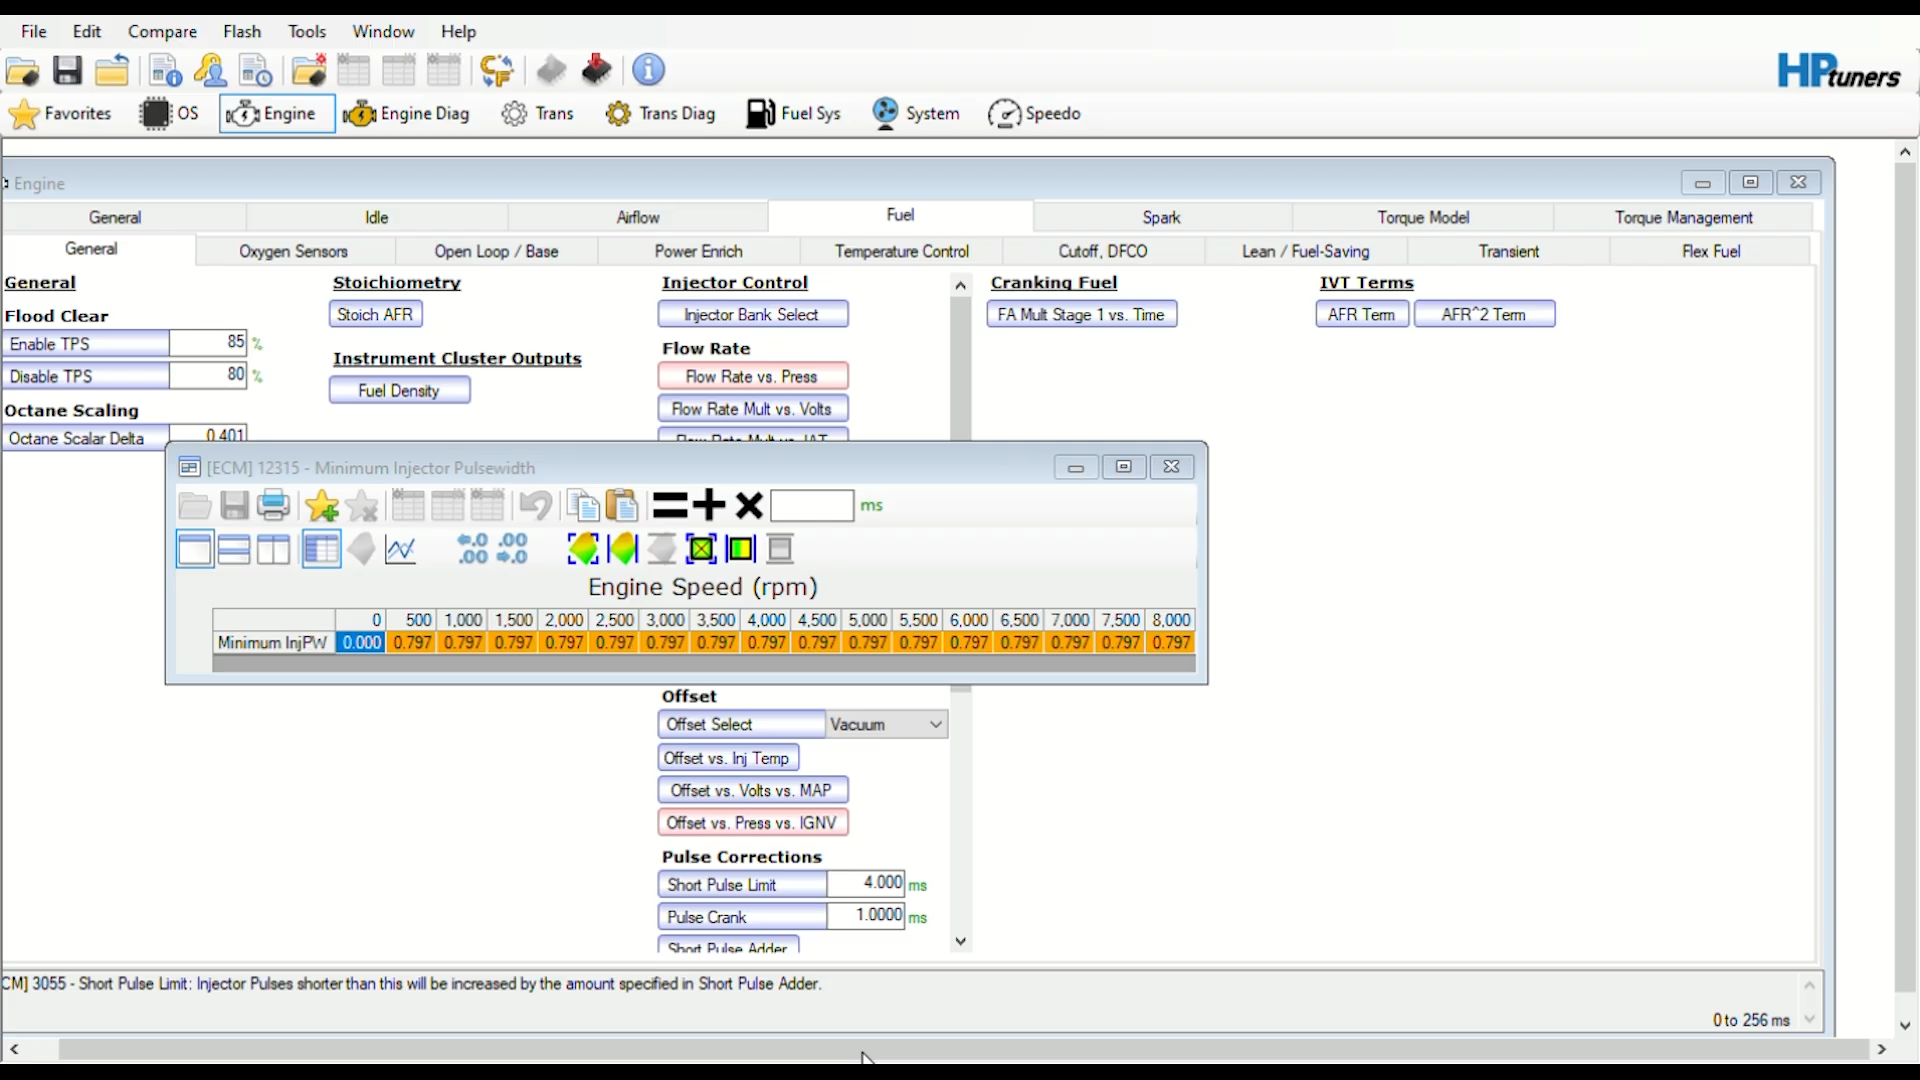 File Edit Compare Flash Tools Window Help
HPtuners
Favorites OS Engine Engine Diag Trans Trans Diag Fuel Sys System Speedo
Engine
General Idle Airflow Fuel Spark Torque Model Torque Management
General Oxygen Sensors Open Loop / Base Power Enrich Temperature Control Cutoff, DFCO Lean / Fuel-Saving Transient Flex Fuel
General
Flood Clear
Enable TPS 85 %
Disable TPS 80 %
Octane Scaling
Octane Scalar Delta 0.401
Stoichiometry
Stoich AFR
Instrument Cluster Outputs
Fuel Density
Injector Control
Injector Bank Select
Flow Rate
Flow Rate vs. Press
Flow Rate Mult vs. Volts
Flow Rate Mult vs. IAT
Cranking Fuel
FA Mult Stage 1 vs. Time
IVT Terms
AFR Term AFR^2 Term
[ECM] 12315 - Minimum Injector Pulsewidth
ms
Engine Speed (rpm)
0 500 1,000 1,500 2,000 2,500 3,000 3,500 4,000 4,500 5,000 5,500 6,000 6,500 7,000 7,500 8,000
Minimum InjPW 0.000 0.797 0.797 0.797 0.797 0.797 0.797 0.797 0.797 0.797 0.797 0.797 0.797 0.797 0.797 0.797 0.797
Offset
Offset Select Vacuum
Offset vs. Inj Temp
Offset vs. Volts vs. MAP
Offset vs. Press vs. IGNV
Pulse Corrections
Short Pulse Limit 4.000 ms
Pulse Crank 1.0000 ms
Short Pulse Adder
CM] 3055 - Short Pulse Limit: Injector Pulses shorter than this will be increased by the amount specified in Short Pulse Adder.
0 to 256 ms